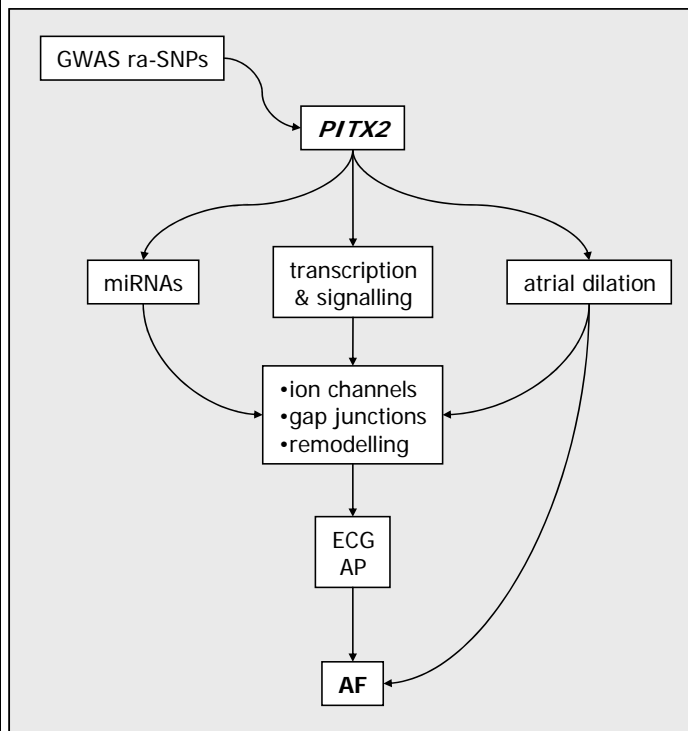 GWAS ra-SNPs
PITX2
miRNAs
transcription
& signalling
atrial dilation
•ion channels
•gap junctions
•remodelling
ECG
AP
AF